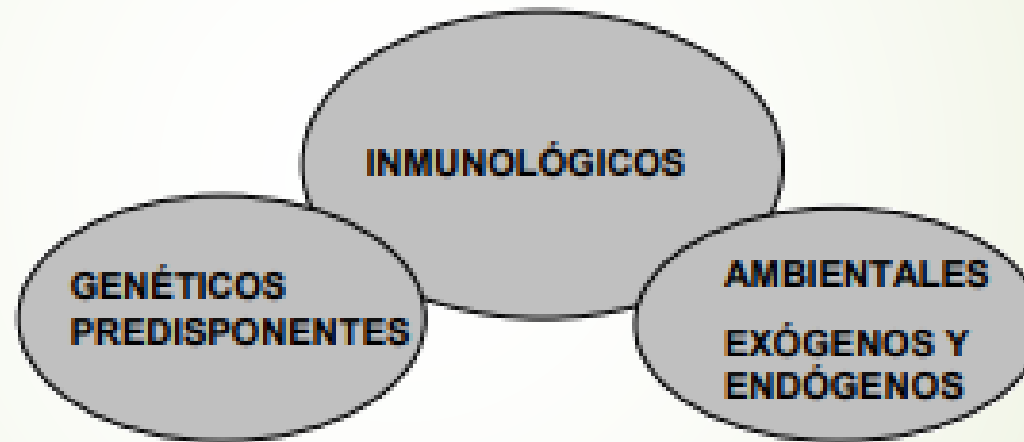 INMUNOLÓGICOS
GENÉTICOS
PREDISPONENTES
AMBIENTALES
EXÓGENOS Y
ENDÓGENOS